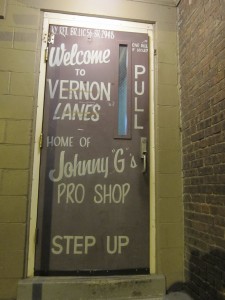 Welcome
TO
VERNON
LANES
HOME OF
Johnny "G"s
PRO SHOP
STEP UP
PULL